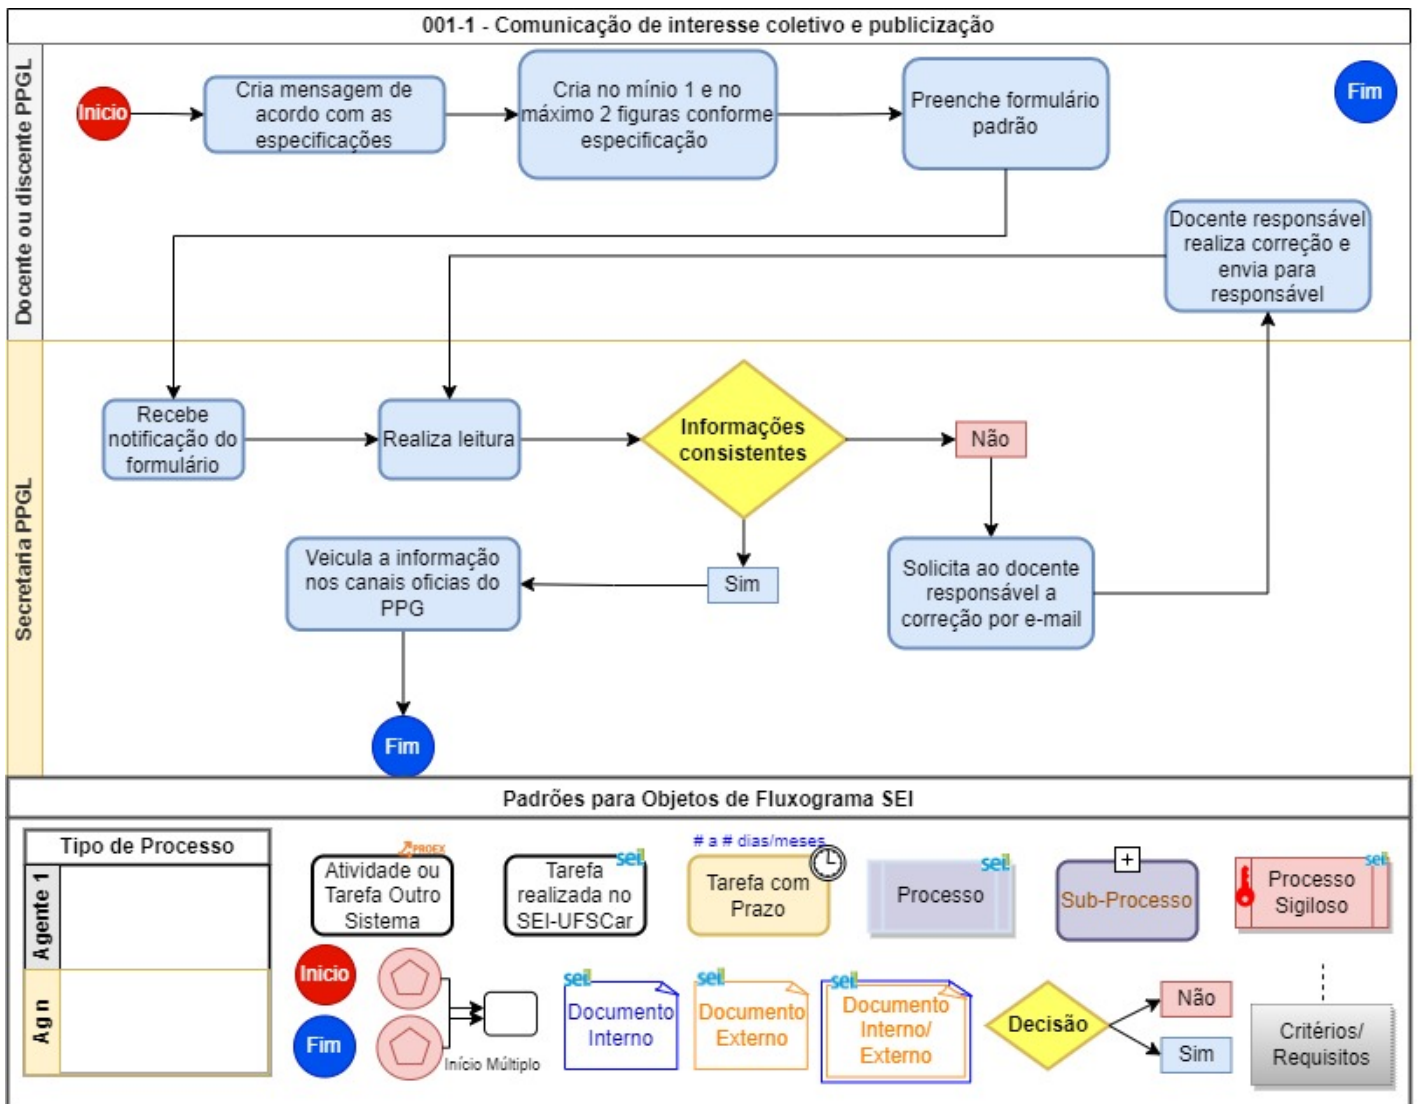 001-1 - Comunicação de interesse coletivo e publicização
Docente ou discente PPGL
Inicio
Cria mensagem de
acordo com as
especificações
Cria no mínio 1 e no
máximo 2 figuras conforme
especificação
Preenche formulário
padrão
Fim
Docente responsável
realiza correção e
envia para
responsável
Secretaria PPGL
Recebe
notificação do
formulário
Realiza leitura
Informações
consistentes
Não
Solicita ao docente
responsável a
correção por e-mail
Sim
Veicula a informação
nos canais oficias do
PPG
Fim
Padrões para Objetos de Fluxograma SEI
Tipo de Processo
Agente 1
Ag n
PROEX
Atividade ou
Tarefa Outro
Sistema
sei!
Tarefa
realizada no
SEI-UFSCar
# a # dias/meses
Tarefa com
Prazo
sei!
Processo
+
Sub-Processo
sei!
Processo
Sigiloso
Inicio
Fim
Início Múltiplo
sei!
Documento
Interno
sei!
Documento
Externo
sei!
Documento
Interno/
Externo
Decisão
Não
Sim
Critérios/
Requisitos